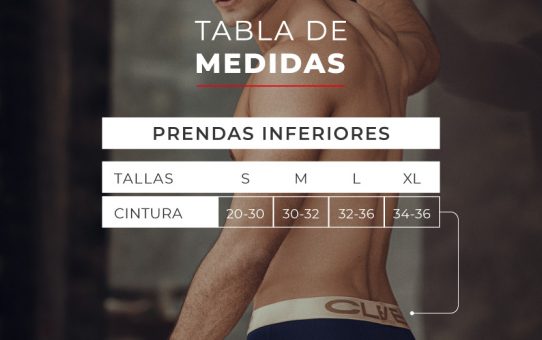 TABLA DE
MEDIDAS
PRENDAS INFERIORES
TALLAS S M L XL
CINTURA 20-30 30-32 32-36 34-36